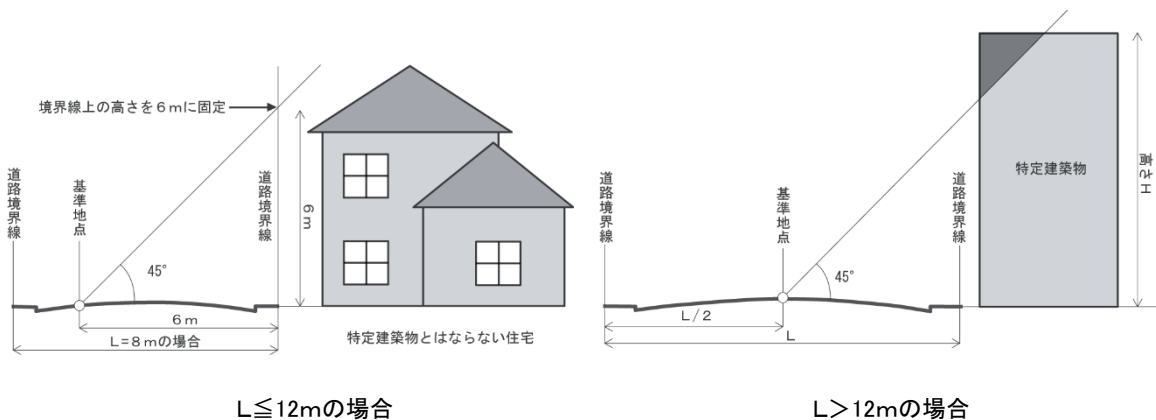 境界線上の高さを6mに固定
道路境界線
基準地点
道路境界線
6m
45°
6m
L=8mの場合
特定建築物とはならない住宅
L≦12mの場合
道路境界線
基準地点
道路境界線
特定建築物
高さH
45°
L/2
L
L>12mの場合